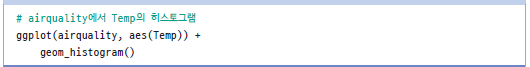 # airquality에서 Temp의 히스토그램
ggplot(airquality, aes(Temp)) +
    geom_histogram()